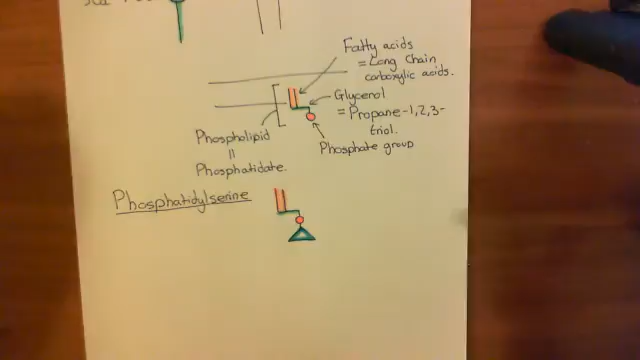 Fatty acids
= Long Chain
carboxylic acids.
Glycerol
= Propane-1,2,3-
triol.
Phosphate group
Phospholipid
=
Phosphatidate.
Phosphatidylserine